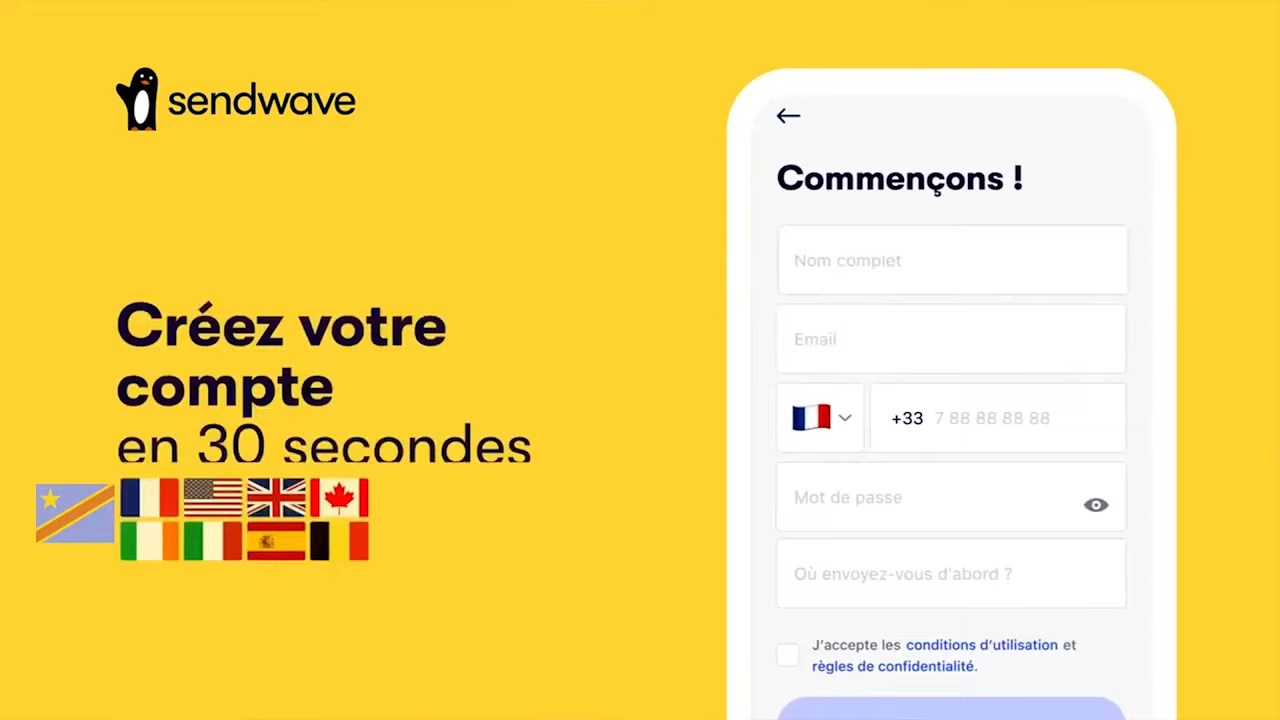 sendwave
Créez votre
compte
en 30 secondes
Commençons !
Nom complet
Email
+33 7 88 88 88 88
Mot de passe
Où envoyez-vous d'abord ?
J'accepte les conditions d'utilisation et
règles de confidentialité.